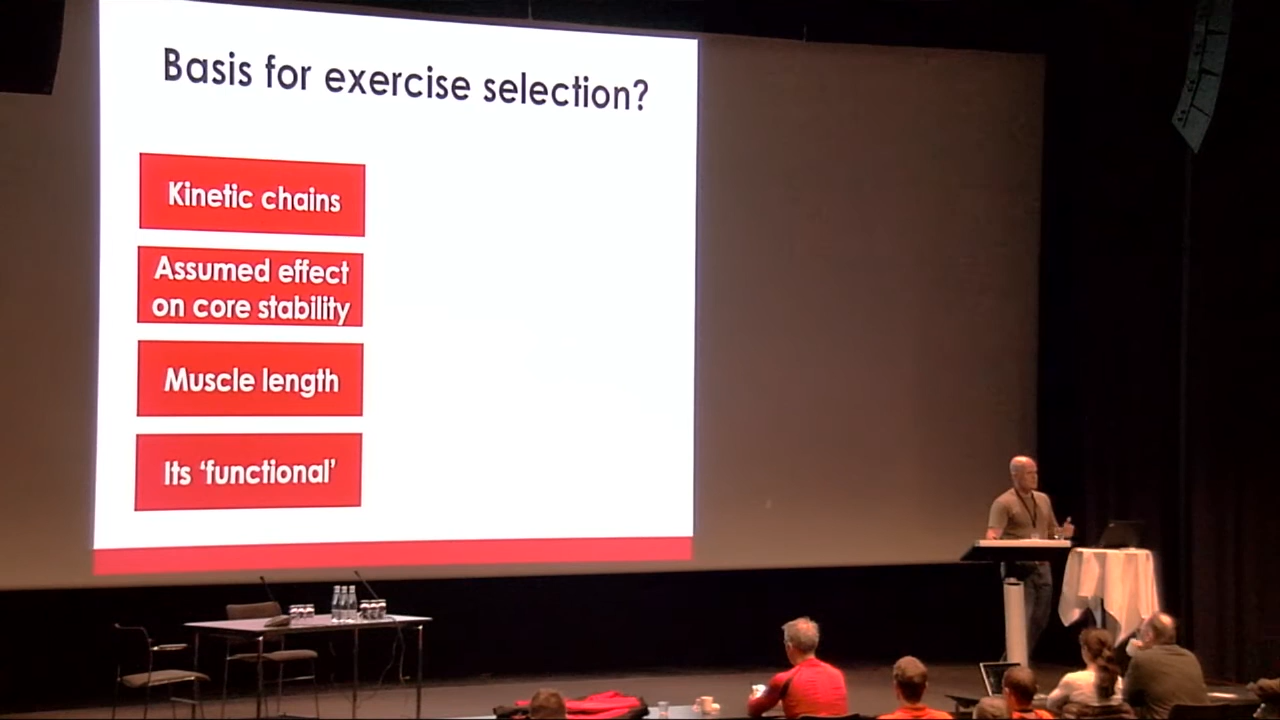 Basis for exercise selection?
Kinetic chains
Assumed effect
on core stability
Muscle length
Its ‘functional’